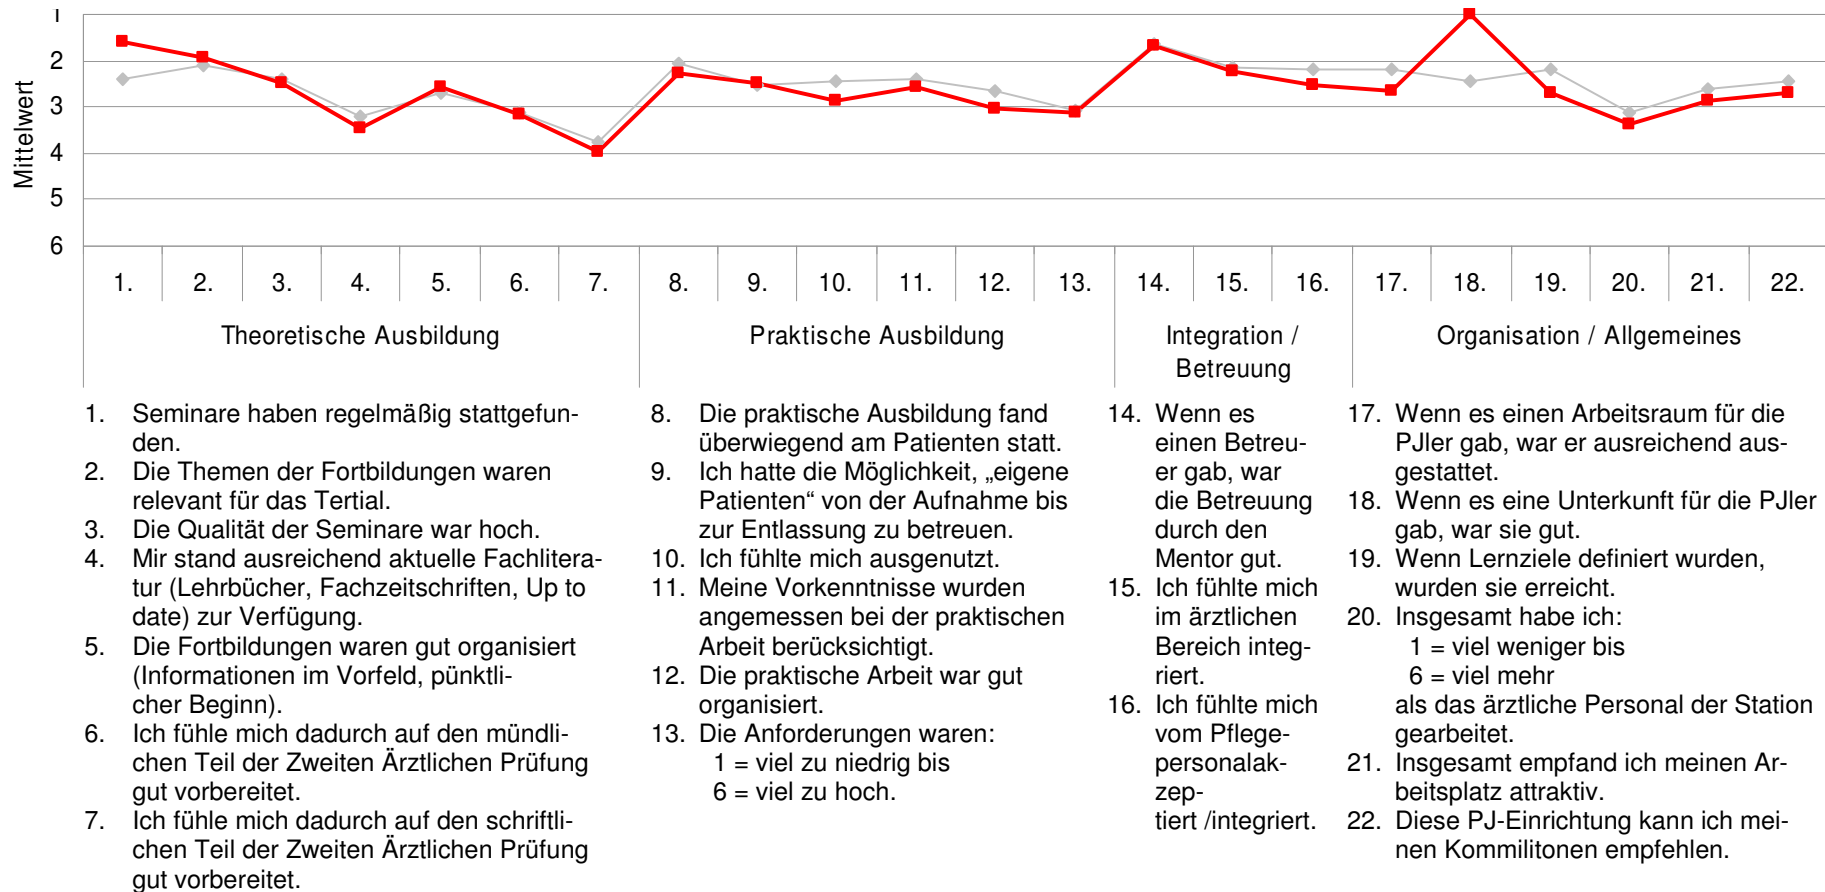 Mittelwert
1
2
3
4
5
6
1. 2. 3. 4. 5. 6. 7. 8. 9. 10. 11. 12. 13. 14. 15. 16. 17. 18. 19. 20. 21. 22.
Theoretische Ausbildung
Praktische Ausbildung
Integration /
Betreuung
Organisation / Allgemeines
1. Seminare haben regelmäßig stattgefun-
den.
2. Die Themen der Fortbildungen waren
relevant für das Tertial.
3. Die Qualität der Seminare war hoch.
4. Mir stand ausreichend aktuelle Fachlitera-
tur (Lehrbücher, Fachzeitschriften, Up to
date) zur Verfügung.
5. Die Fortbildungen waren gut organisiert
(Informationen im Vorfeld, pünktli-
cher Beginn).
6. Ich fühle mich dadurch auf den mündli-
chen Teil der Zweiten Ärztlichen Prüfung
gut vorbereitet.
7. Ich fühle mich dadurch auf den schriftli-
chen Teil der Zweiten Ärztlichen Prüfung
gut vorbereitet.
8. Die praktische Ausbildung fand
überwiegend am Patienten statt.
9. Ich hatte die Möglichkeit, „eigene
Patienten“ von der Aufnahme bis
zur Entlassung zu betreuen.
10. Ich fühlte mich ausgenutzt.
11. Meine Vorkenntnisse wurden
angemessen bei der praktischen
Arbeit berücksichtigt.
12. Die praktische Arbeit war gut
organisiert.
13. Die Anforderungen waren:
1 = viel zu niedrig bis
6 = viel zu hoch.
14. Wenn es
einen Betreu-
er gab, war
die Betreuung
durch den
Mentor gut.
15. Ich fühlte mich
im ärztlichen
Bereich integ-
riert.
16. Ich fühlte mich
vom Pflege-
personalak-
zep-
tiert /integriert.
17. Wenn es einen Arbeitsraum für die
PJler gab, war er ausreichend aus-
gestattet.
18. Wenn es eine Unterkunft für die PJler
gab, war sie gut.
19. Wenn Lernziele definiert wurden,
wurden sie erreicht.
20. Insgesamt habe ich:
1 = viel weniger bis
6 = viel mehr
als das ärztliche Personal der Station
gearbeitet.
21. Insgesamt empfand ich meinen Ar-
beitsplatz attraktiv.
22. Diese PJ-Einrichtung kann ich mei-
nen Kommilitonen empfehlen.